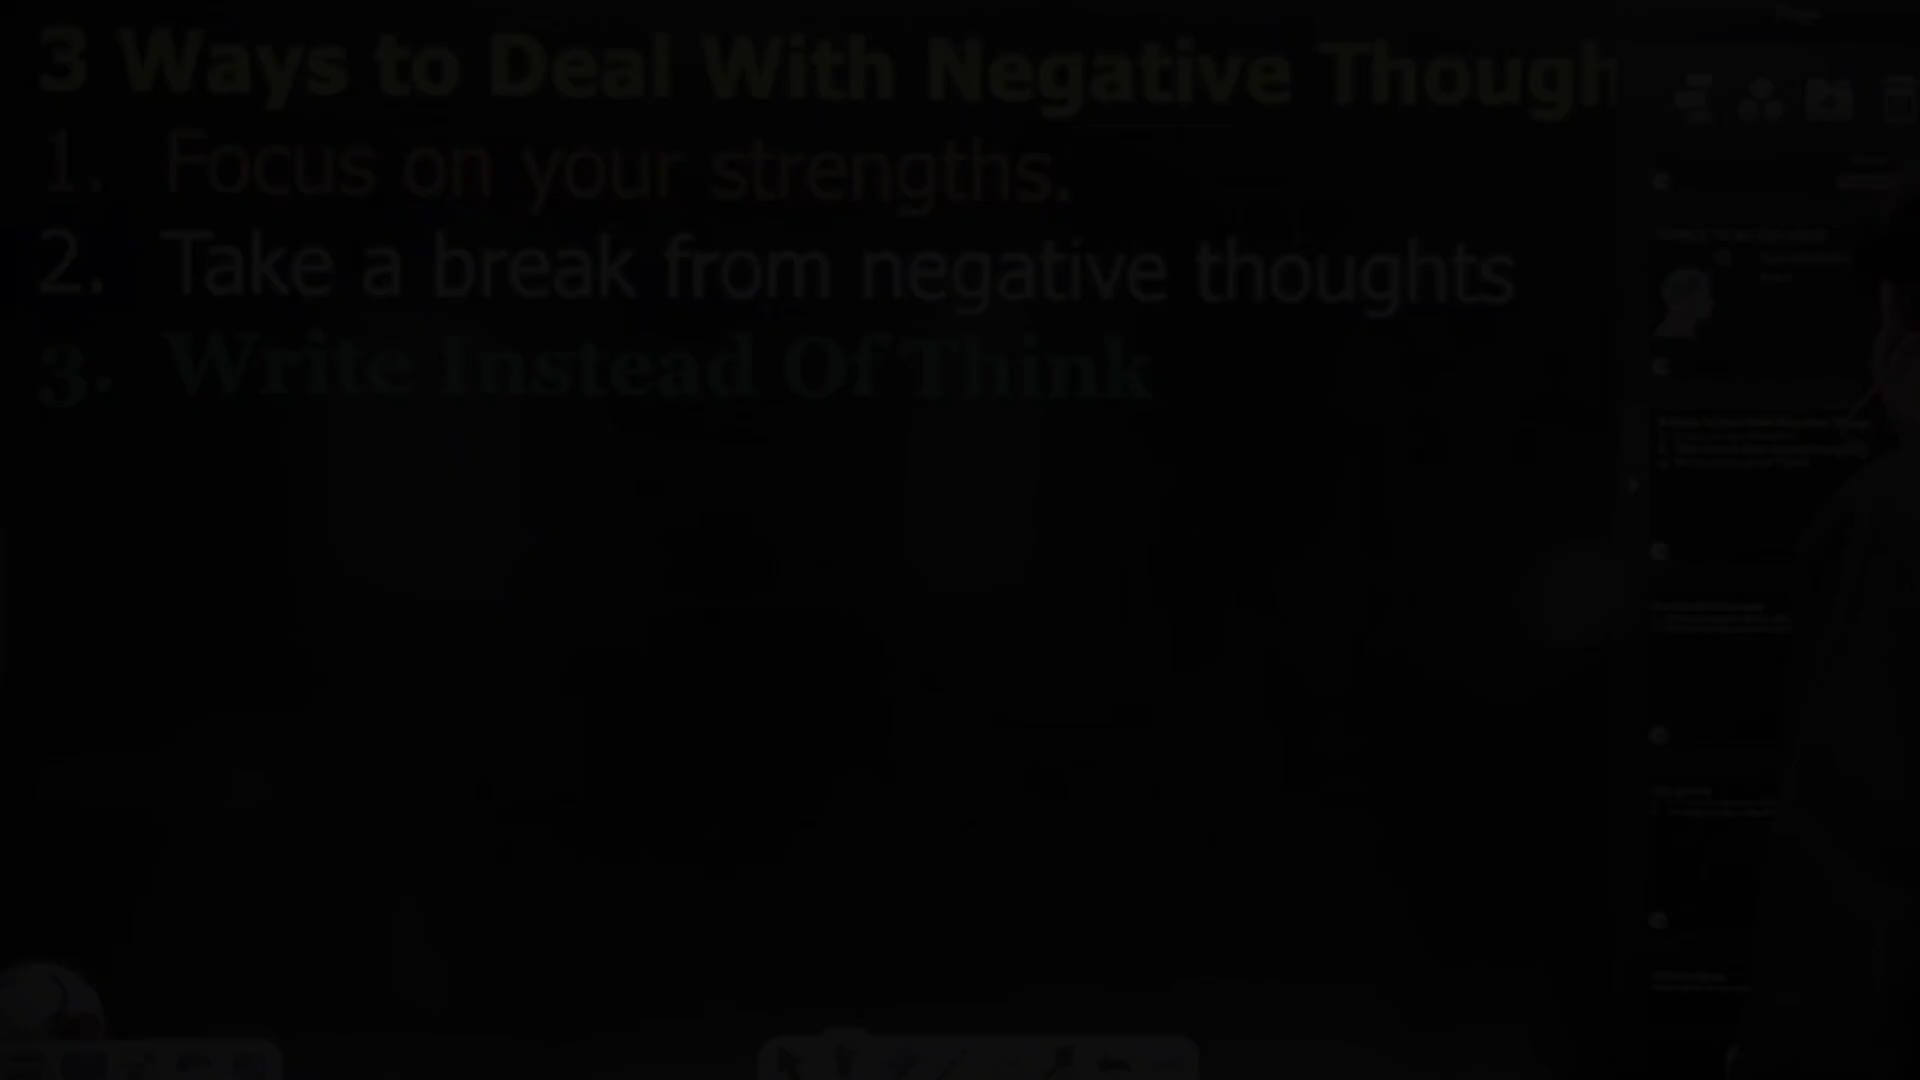 3 Ways to Deal With Negative Though
1. Focus on your strengths.
2. Take a break from negative thoughts
3. Write Instead Of Think